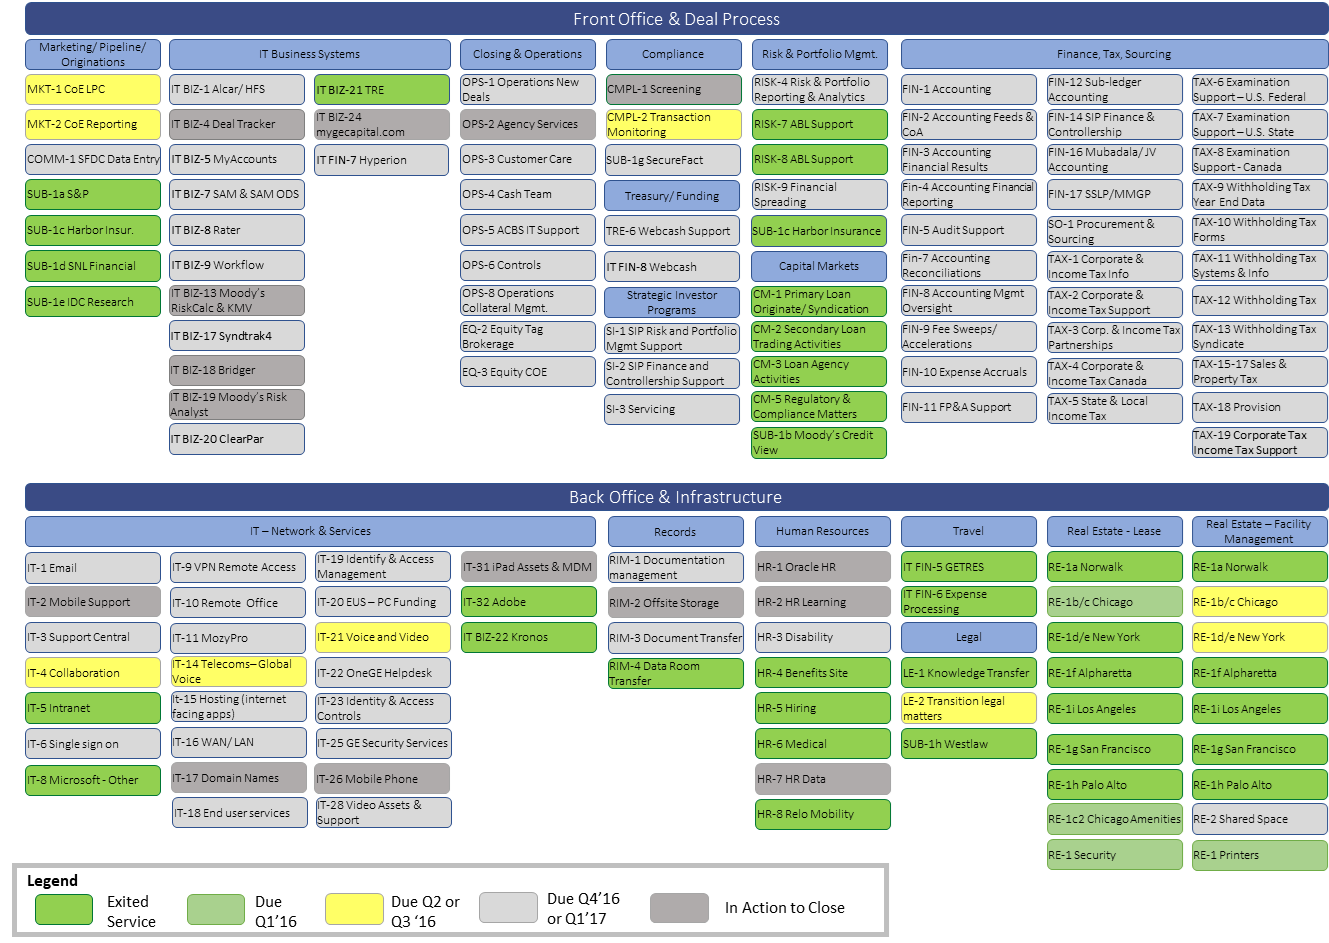 Front Office & Deal Process
Marketing/ Pipeline/
Originations
MKT-1 CoE LPC
MKT-2 CoE Reporting
COMM-1 SFDC Data Entry
SUB-1a S&P
SUB-1c Harbor Insur.
SUB-1d SNL Financial
SUB-1e IDC Research
IT Business Systems
IT BIZ-1 Alcar/ HFS
IT BIZ-4 Deal Tracker
IT BIZ-5 MyAccounts
IT BIZ-7 SAM & SAM ODS
IT BIZ-8 Rater
IT BIZ-9 Workflow
IT BIZ-13 Moody's
RiskCalc & KMV
IT BIZ-17 Syndtrak4
IT BIZ-18 Bridger
IT BIZ-19 Moody's Risk
Analyst
IT BIZ-20 ClearPar
IT BIZ-21 TRE
IT BIZ-24
mygecapital.com
IT FIN-7 Hyperion
Closing & Operations
OPS-1 Operations New
Deals
OPS-2 Agency Services
OPS-3 Customer Care
OPS-4 Cash Team
OPS-5 ACBS IT Support
OPS-6 Controls
OPS-8 Operations
Collateral Mgmt.
EQ-2 Equity Tag
Brokerage
EQ-3 Equity COE
Compliance
CMPL-1 Screening
CMPL-2 Transaction
Monitoring
SUB-1g SecureFact
Treasury/ Funding
TRE-6 Webcash Support
IT FIN-8 Webcash
Strategic Investor
Programs
SI-1 SIP Risk and Portfolio
Mgmt Support
SI-2 SIP Finance and
Controllership Support
SI-3 Servicing
Risk & Portfolio Mgmt.
RISK-4 Risk & Portfolio
Reporting & Analytics
RISK-7 ABL Support
RISK-8 ABL Support
RISK-9 Financial
Spreading
SUB-1c Harbor Insurance
Capital Markets
CM-1 Primary Loan
Originate/ Syndication
CM-2 Secondary Loan
Trading Activities
CM-3 Loan Agency
Activities
CM-5 Regulatory &
Compliance Matters
SUB-1b Moody's Credit
View
Finance, Tax, Sourcing
FIN-1 Accounting
FIN-2 Accounting Feeds &
CoA
FIN-3 Accounting
Financial Results
Fin-4 Accounting Financial
Reporting
FIN-5 Audit Support
Fin-7 Accounting
Reconciliations
FIN-8 Accounting Mgmt
Oversight
FIN-9 Fee Sweeps/
Accelerations
FIN-10 Expense Accruals
FIN-11 FP&A Support
FIN-12 Sub-ledger
Accounting
FIN-14 SIP Finance &
Controllership
FIN-16 Mubadala/ JV
Accounting
FIN-17 SSLP/MMGP
SO-1 Procurement &
Sourcing
TAX-1 Corporate &
Income Tax Info
TAX-2 Corporate &
Income Tax Support
TAX-3 Corp. & Income Tax
Partnerships
TAX-4 Corporate &
Income Tax Canada
TAX-5 State & Local
Income Tax
TAX-6 Examination
Support – U.S. Federal
TAX-7 Examination
Support – U.S. State
TAX-8 Examination
Support - Canada
TAX-9 Withholding Tax
Year End Data
TAX-10 Withholding Tax
Forms
TAX-11 Withholding Tax
Systems & Info
TAX-12 Withholding Tax
TAX-13 Withholding Tax
Syndicate
TAX-15-17 Sales &
Property Tax
TAX-18 Provision
TAX-19 Corporate Tax
Income Tax Support
Back Office & Infrastructure
IT – Network & Services
IT-1 Email
IT-2 Mobile Support
IT-3 Support Central
IT-4 Collaboration
IT-5 Intranet
IT-6 Single sign on
IT-8 Microsoft - Other
IT-9 VPN Remote Access
IT-10 Remote Office
IT-11 MozyPro
IT-14 Telecoms– Global
Voice
It-15 Hosting (internet
facing apps)
IT-16 WAN/ LAN
IT-17 Domain Names
IT-18 End user services
IT-19 Identify & Access
Management
IT-20 EUS – PC Funding
IT-21 Voice and Video
IT-22 OneGE Helpdesk
IT-23 Identity & Access
Controls
IT-25 GE Security Services
IT-26 Mobile Phone
IT-28 Video Assets &
Support
IT-31 iPad Assets & MDM
IT-32 Adobe
IT BIZ-22 Kronos
Records
RIM-1 Documentation
management
RIM-2 Offsite Storage
RIM-3 Document Transfer
RIM-4 Data Room
Transfer
Human Resources
HR-1 Oracle HR
HR-2 HR Learning
HR-3 Disability
HR-4 Benefits Site
HR-5 Hiring
HR-6 Medical
HR-7 HR Data
HR-8 Relo Mobility
Travel
IT FIN-5 GETRES
IT FIN-6 Expense
Processing
Legal
LE-1 Knowledge Transfer
LE-2 Transition legal
matters
SUB-1h Westlaw
Real Estate - Lease
RE-1a Norwalk
RE-1b/c Chicago
RE-1d/e New York
RE-1f Alpharetta
RE-1i Los Angeles
RE-1g San Francisco
RE-1h Palo Alto
RE-1c2 Chicago Amenities
RE-1 Security
Real Estate – Facility
Management
RE-1a Norwalk
RE-1b/c Chicago
RE-1d/e New York
RE-1f Alpharetta
RE-1i Los Angeles
RE-1g San Francisco
RE-1h Palo Alto
RE-2 Shared Space
RE-1 Printers
Legend
Exited
Service
Due
Q1'16
Due Q2 or
Q3 '16
Due Q4'16
or Q1'17
In Action to Close